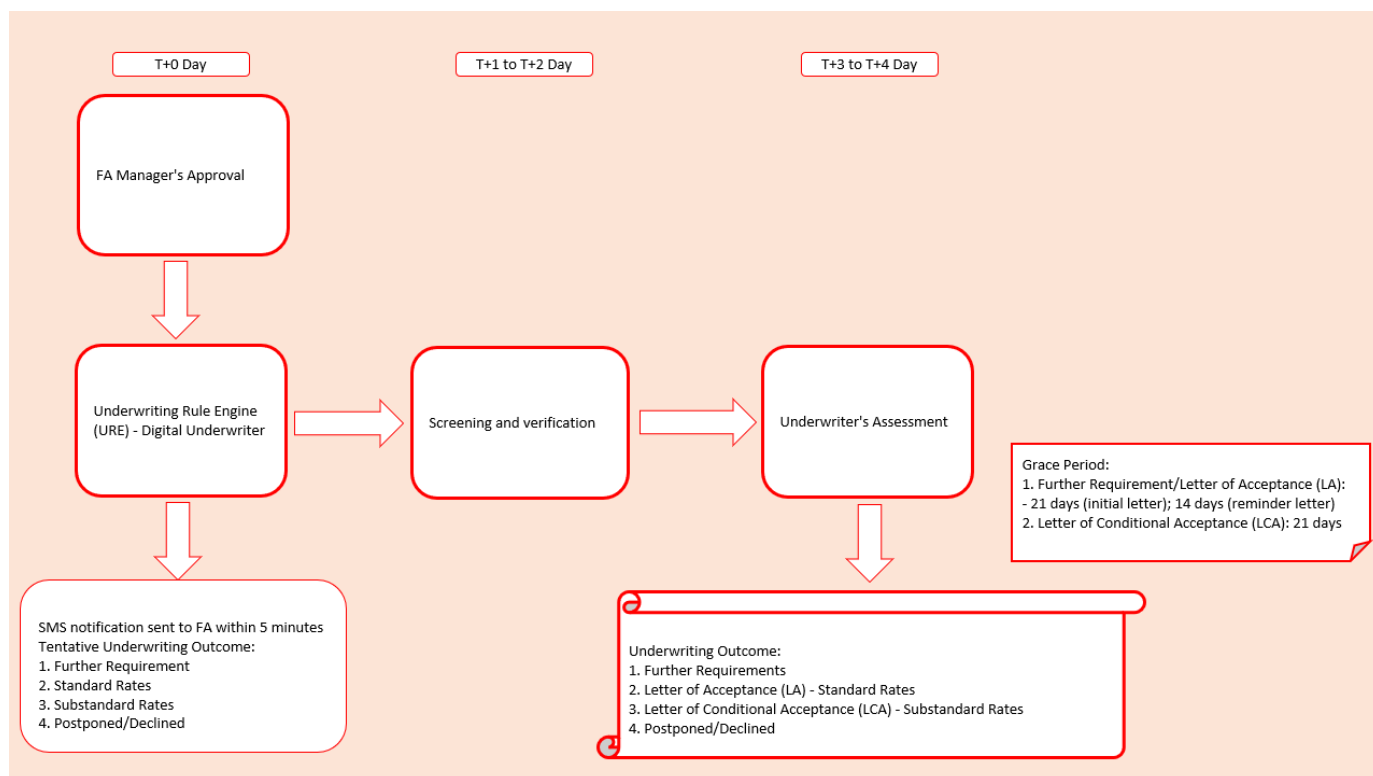 T+0 Day
T+1 to T+2 Day
T+3 to T+4 Day
FA Manager's Approval
Underwriting Rule Engine
(URE) - Digital Underwriter
Screening and verification
Underwriter's Assessment
Grace Period:
1. Further Requirement/Letter of Acceptance (LA):
- 21 days (initial letter); 14 days (reminder letter)
2. Letter of Conditional Acceptance (LCA): 21 days
SMS notification sent to FA within 5 minutes
Tentative Underwriting Outcome:
1. Further Requirement
2. Standard Rates
3. Substandard Rates
4. Postponed/Declined
Underwriting Outcome:
1. Further Requirements
2. Letter of Acceptance (LA) - Standard Rates
3. Letter of Conditional Acceptance (LCA) - Substandard Rates
4. Postponed/Declined